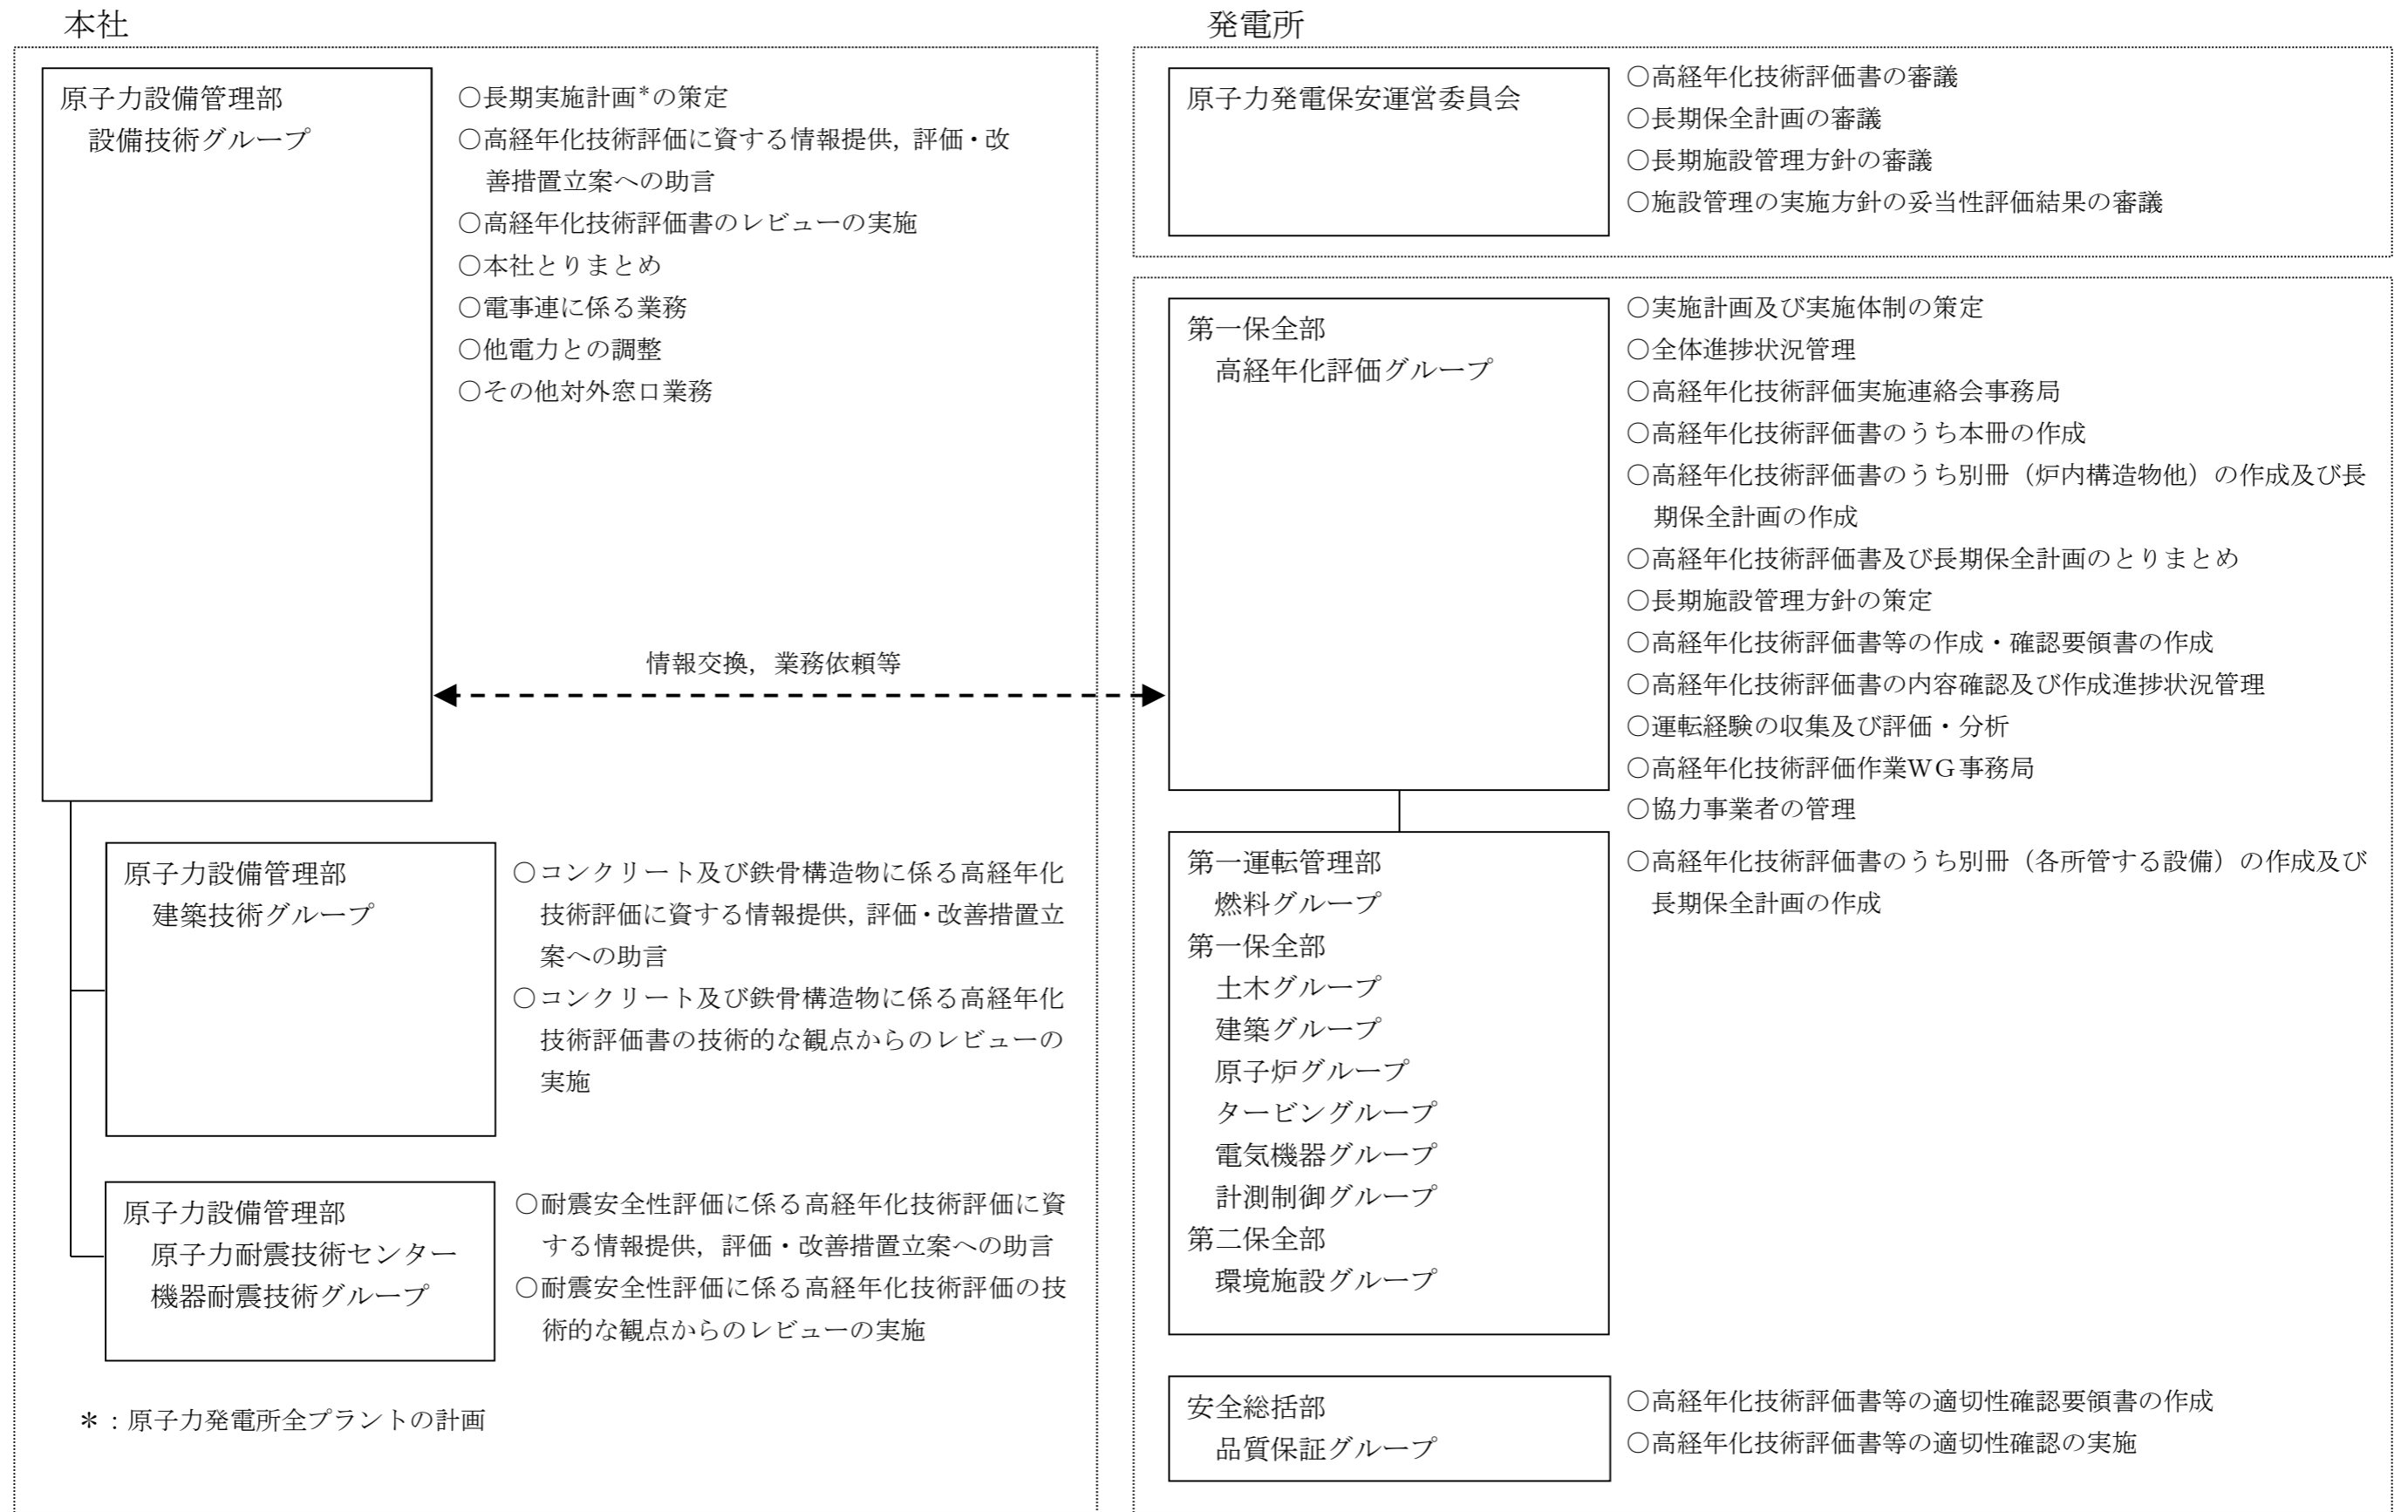 本社
原子力設備管理部
設備技術グループ
○長期実施計画*の策定
○高経年化技術評価に資する情報提供，評価・改
善措置立案への助言
○高経年化技術評価書のレビューの実施
○本社とりまとめ
○電事連に係る業務
○他電力との調整
○その他対外窓口業務
情報交換，業務依頼等
原子力設備管理部
建築技術グループ
○コンクリート及び鉄骨構造物に係る高経年化
技術評価に資する情報提供，評価・改善措置立
案への助言
○コンクリート及び鉄骨構造物に係る高経年化
技術評価書の技術的な観点からのレビューの
実施
原子力設備管理部
原子力耐震技術センター
機器耐震技術グループ
○耐震安全性評価に係る高経年化技術評価に資
する情報提供，評価・改善措置立案への助言
○耐震安全性評価に係る高経年化技術評価の技
術的な観点からのレビューの実施
＊：原子力発電所全プラントの計画
発電所
原子力発電保安運営委員会
○高経年化技術評価書の審議
○長期保全計画の審議
○長期施設管理方針の審議
○施設管理の実施方針の妥当性評価結果の審議
第一保全部
高経年化評価グループ
○実施計画及び実施体制の策定
○全体進捗状況管理
○高経年化技術評価実施連絡会事務局
○高経年化技術評価書のうち本冊の作成
○高経年化技術評価書のうち別冊（炉内構造物他）の作成及び長
期保全計画の作成
○高経年化技術評価書及び長期保全計画のとりまとめ
○長期施設管理方針の策定
○高経年化技術評価書等の作成・確認要領書の作成
○高経年化技術評価書の内容確認及び作成進捗状況管理
○運転経験の収集及び評価・分析
○高経年化技術評価作業ＷＧ事務局
○協力事業者の管理
第一運転管理部
燃料グループ
第一保全部
土木グループ
建築グループ
原子炉グループ
タービングループ
電気機器グループ
計測制御グループ
第二保全部
環境施設グループ
○高経年化技術評価書のうち別冊（各所管する設備）の作成及び
長期保全計画の作成
安全総括部
品質保証グループ
○高経年化技術評価書等の適切性確認要領書の作成
○高経年化技術評価書等の適切性確認の実施